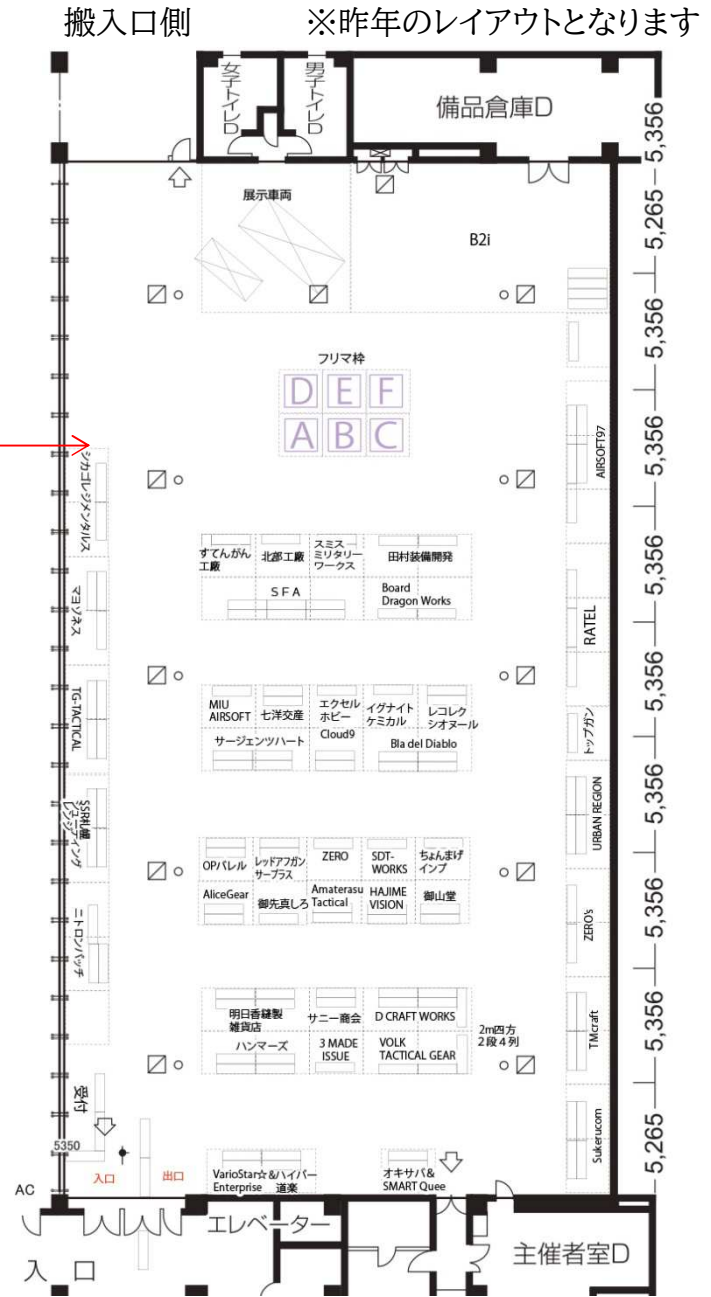 搬入口側
※昨年のレイアウトとなります
女子トイレD
男子トイレD
備品倉庫D
展示車両
B2i
フリマ枠
D E F
A B C
シカゴレジメンタルス
マヨソネス
TG-TACTICAL
SSR札幌
シューティング
レンジ
ニトロンパッチ
受付
5350
入口
出口
AC
入口
すてんがん
工廠
北部工廠
スミス
ミリタリー
ワークス
田村装備開発
SFA
Board
Dragon Works
MIU
AIRSOFT
七洋交産
エクセル
ホビー
イグナイト
ケミカル
レコレク
シオヌール
サージェンツハート
Cloud9
Bla del Diablo
OPパレル
レッドアフガン
サープラス
ZERO
SDT-
WORKS
ちょんまげ
インプ
AliceGear
御先真しろ
Amaterasu
Tactical
HAJIME
VISION
御山堂
明日香縫製
雑貨店
サニー商会
D CRAFT WORKS
2m四方
2段4列
ハンマーズ
3 MADE
ISSUE
VOLK
TACTICAL GEAR
VarioStar☆&ハイパー
Enterprise 道楽
オキサバ&
SMART Quee
エレベーター
主催者室D
AIRSOFT97
RATEL
トップガン
URBAN REGION
ZERO's
TMcraft
Sukerucom
5,356
5,265
5,356
5,356
5,356
5,356
5,356
5,356
5,356
5,265